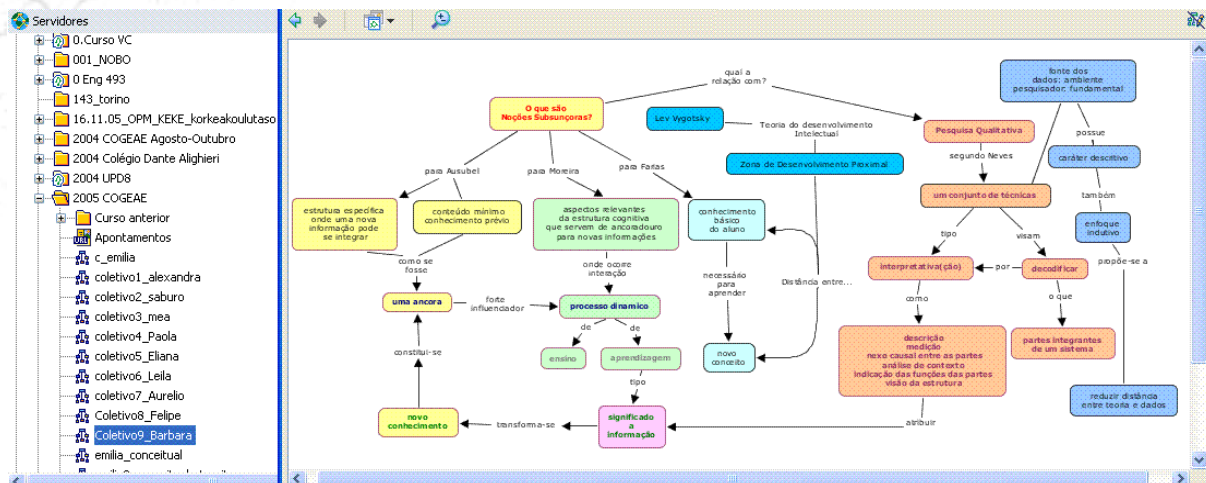 Servidores
0.Curso VC
001_NOBO
0 Eng 493
143_torino
16.11.05_OPM_KEKE_korkeakoulutaso
2004 COGEAE Agosto-Outubro
2004 Colégio Dante Alighieri
2004 UPD8
2005 COGEAE
Curso anterior
URL
Apontamentos
c_emilia
coletivo1_alexandra
coletivo2_saburo
coletivo3_mea
coletivo4_Paola
coletivo5_Eliana
coletivo6_Leila
coletivo7_Aurelio
Coletivo8_Felipe
Coletivo9_Barbara
emilia_conceitual
qual a
relação com?
O que são
Noções Subsunçoras?
para Ausubel
para Moreira
para Farias
estrutura específica
onde uma nova
informação pode
se integrar
conteúdo mínimo
conhecimento prévio
aspectos relevantes
da estrutura cognitiva
que servem de ancoradouro
para novas informações
conhecimento
básico
do aluno
como se
fosse
onde ocorre
interação
necessário
para
aprender
uma ancora
forte
influenciador
processo dinamico
de
de
ensino
aprendizagem
novo
conceito
constitui-se
tipo
novo
conhecimento
transforma-se
significado
a
informação
Lev Vygotsky
Teoria do desenvolvimento
Intelectual
Zona de Desenvolvimento Proximal
Distância entre...
Pesquisa Qualitativa
segundo Neves
um conjunto de técnicas
tipo
visam
interpretativa(ção)
por
decodificar
como
o que
descrição
medição
nexe causal entre as partes
análise de contexto
indicação das funções das partes
visão da estrutura
partes integrantes
de um sistema
atribuir
fonte dos
dados: ambiente
pesquisador: fundamental
possue
caráter descritivo
também
enfoque
indutivo
propõe-se a
reduzir distância
entre teoria e dados